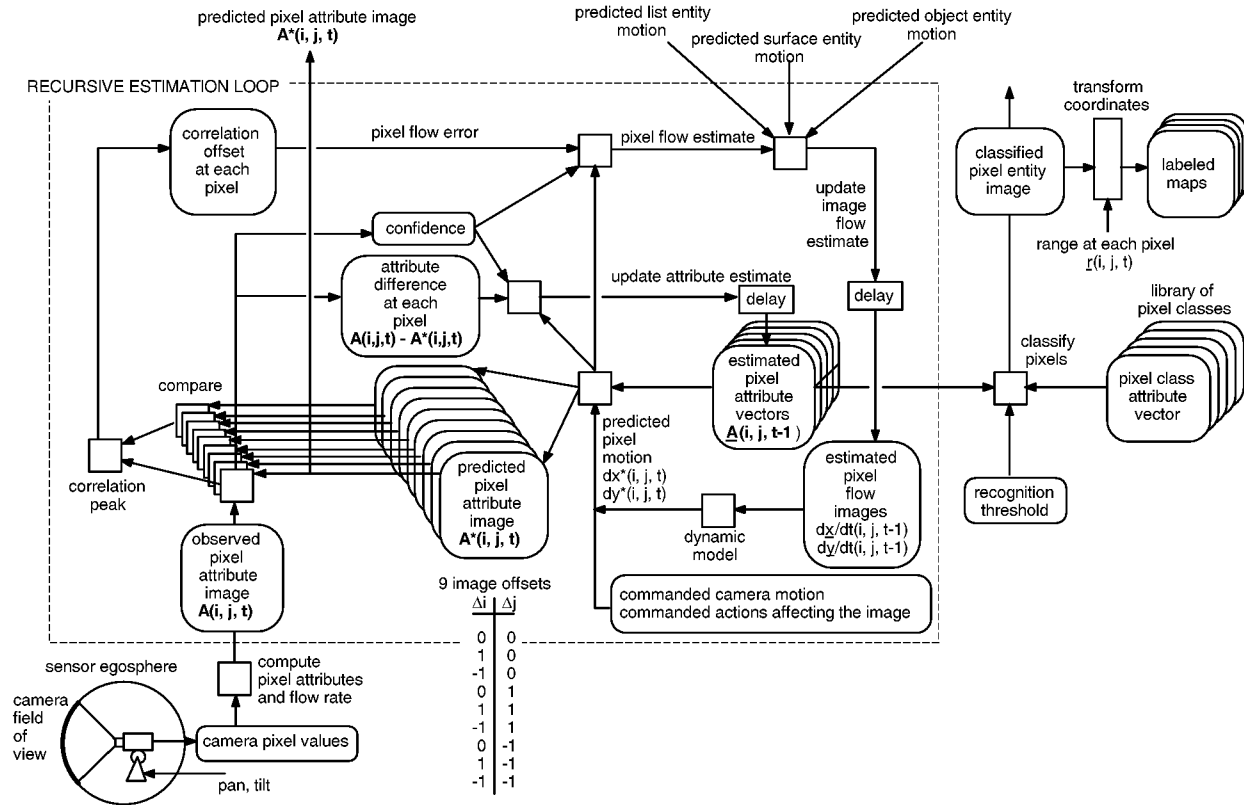 predicted pixel attribute image
A*(i, j, t)
predicted list entity
motion
predicted surface entity
motion
predicted object entity
motion
RECURSIVE ESTIMATION LOOP
correlation
offset
at each
pixel
pixel flow error
pixel flow estimate
update
image
flow
estimate
transform
coordinates
classified
pixel entity
image
labeled
maps
range at each pixel
r(i, j, t)
confidence
attribute
difference
at each
pixel
A(i,j,t) - A*(i,j,t)
update attribute estimate
delay
delay
library of
pixel classes
classify
pixels
pixel class
attribute
vector
estimated
pixel
attribute
vectors
A(i, j, t-1 )
compare
correlation
peak
predicted
pixel
attribute
image
A*(i, j, t)
predicted
pixel
motion
dx*(i, j, t)
dy*(i, j, t)
dynamic
model
estimated
pixel
flow
images
dx/dt(i, j, t-1)
dy/dt(i, j, t-1)
recognition
threshold
observed
pixel
attribute
image
A(i, j, t)
commanded camera motion
commanded actions affecting the image
9 image offsets
Δi Δj
0 0
1 0
-1 0
0 1
1 1
-1 1
0 -1
1 -1
-1 -1
sensor egosphere
compute
pixel attributes
and flow rate
camera
field
of
view
camera pixel values
pan, tilt